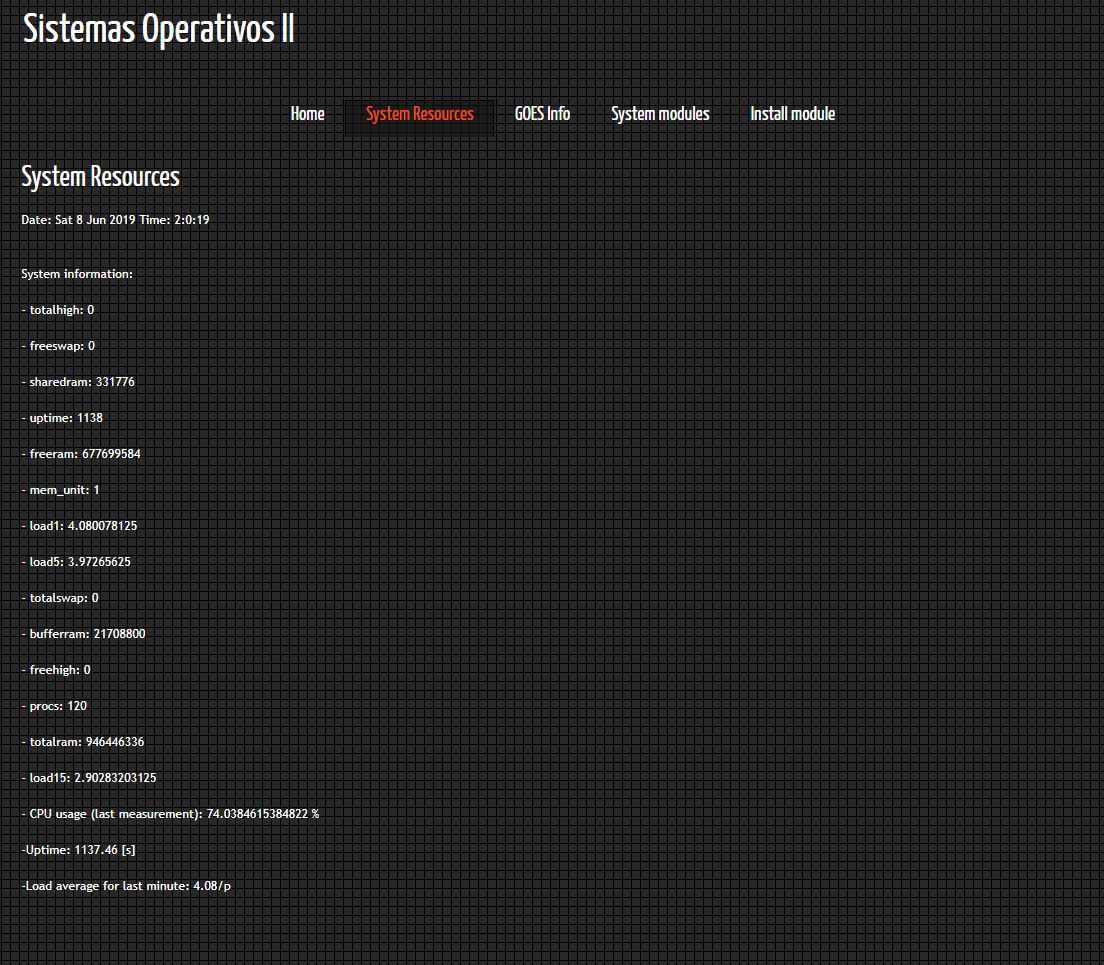 Sistemas Operativos II
Home System Resources GOES Info System modules Install module
System Resources
Date: Sat 8 Jun 2019 Time: 2:0:19
System information:
- totalhigh: 0
- freeswap: 0
- sharedram: 331776
- uptime: 1138
- freeram: 677699584
- mem_unit: 1
- load1: 4.080078125
- load5: 3.97265625
- totalswap: 0
- bufferram: 21708800
- freehigh: 0
- procs: 120
- totalram: 946446336
- load15: 2.90283203125
- CPU usage (last measurement): 74.0384615384822 %
-Uptime: 1137.46 [s]
-Load average for last minute: 4.08/p